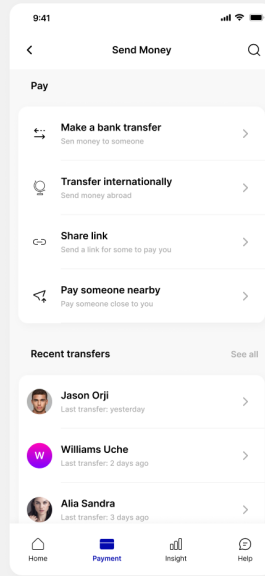 9:41
Send Money
Pay
Make a bank transfer
Sen money to someone
Transfer internationally
Send money abroad
Share link
Send a link for some to pay you
Pay someone nearby
Pay someone close to you
Recent transfers
See all
Jason Orji
Last transfer: yesterday
W
Williams Uche
Last transfer: 2 days ago
Alia Sandra
Last transfer: 3 days ago
Home
Payment
Insight
Help